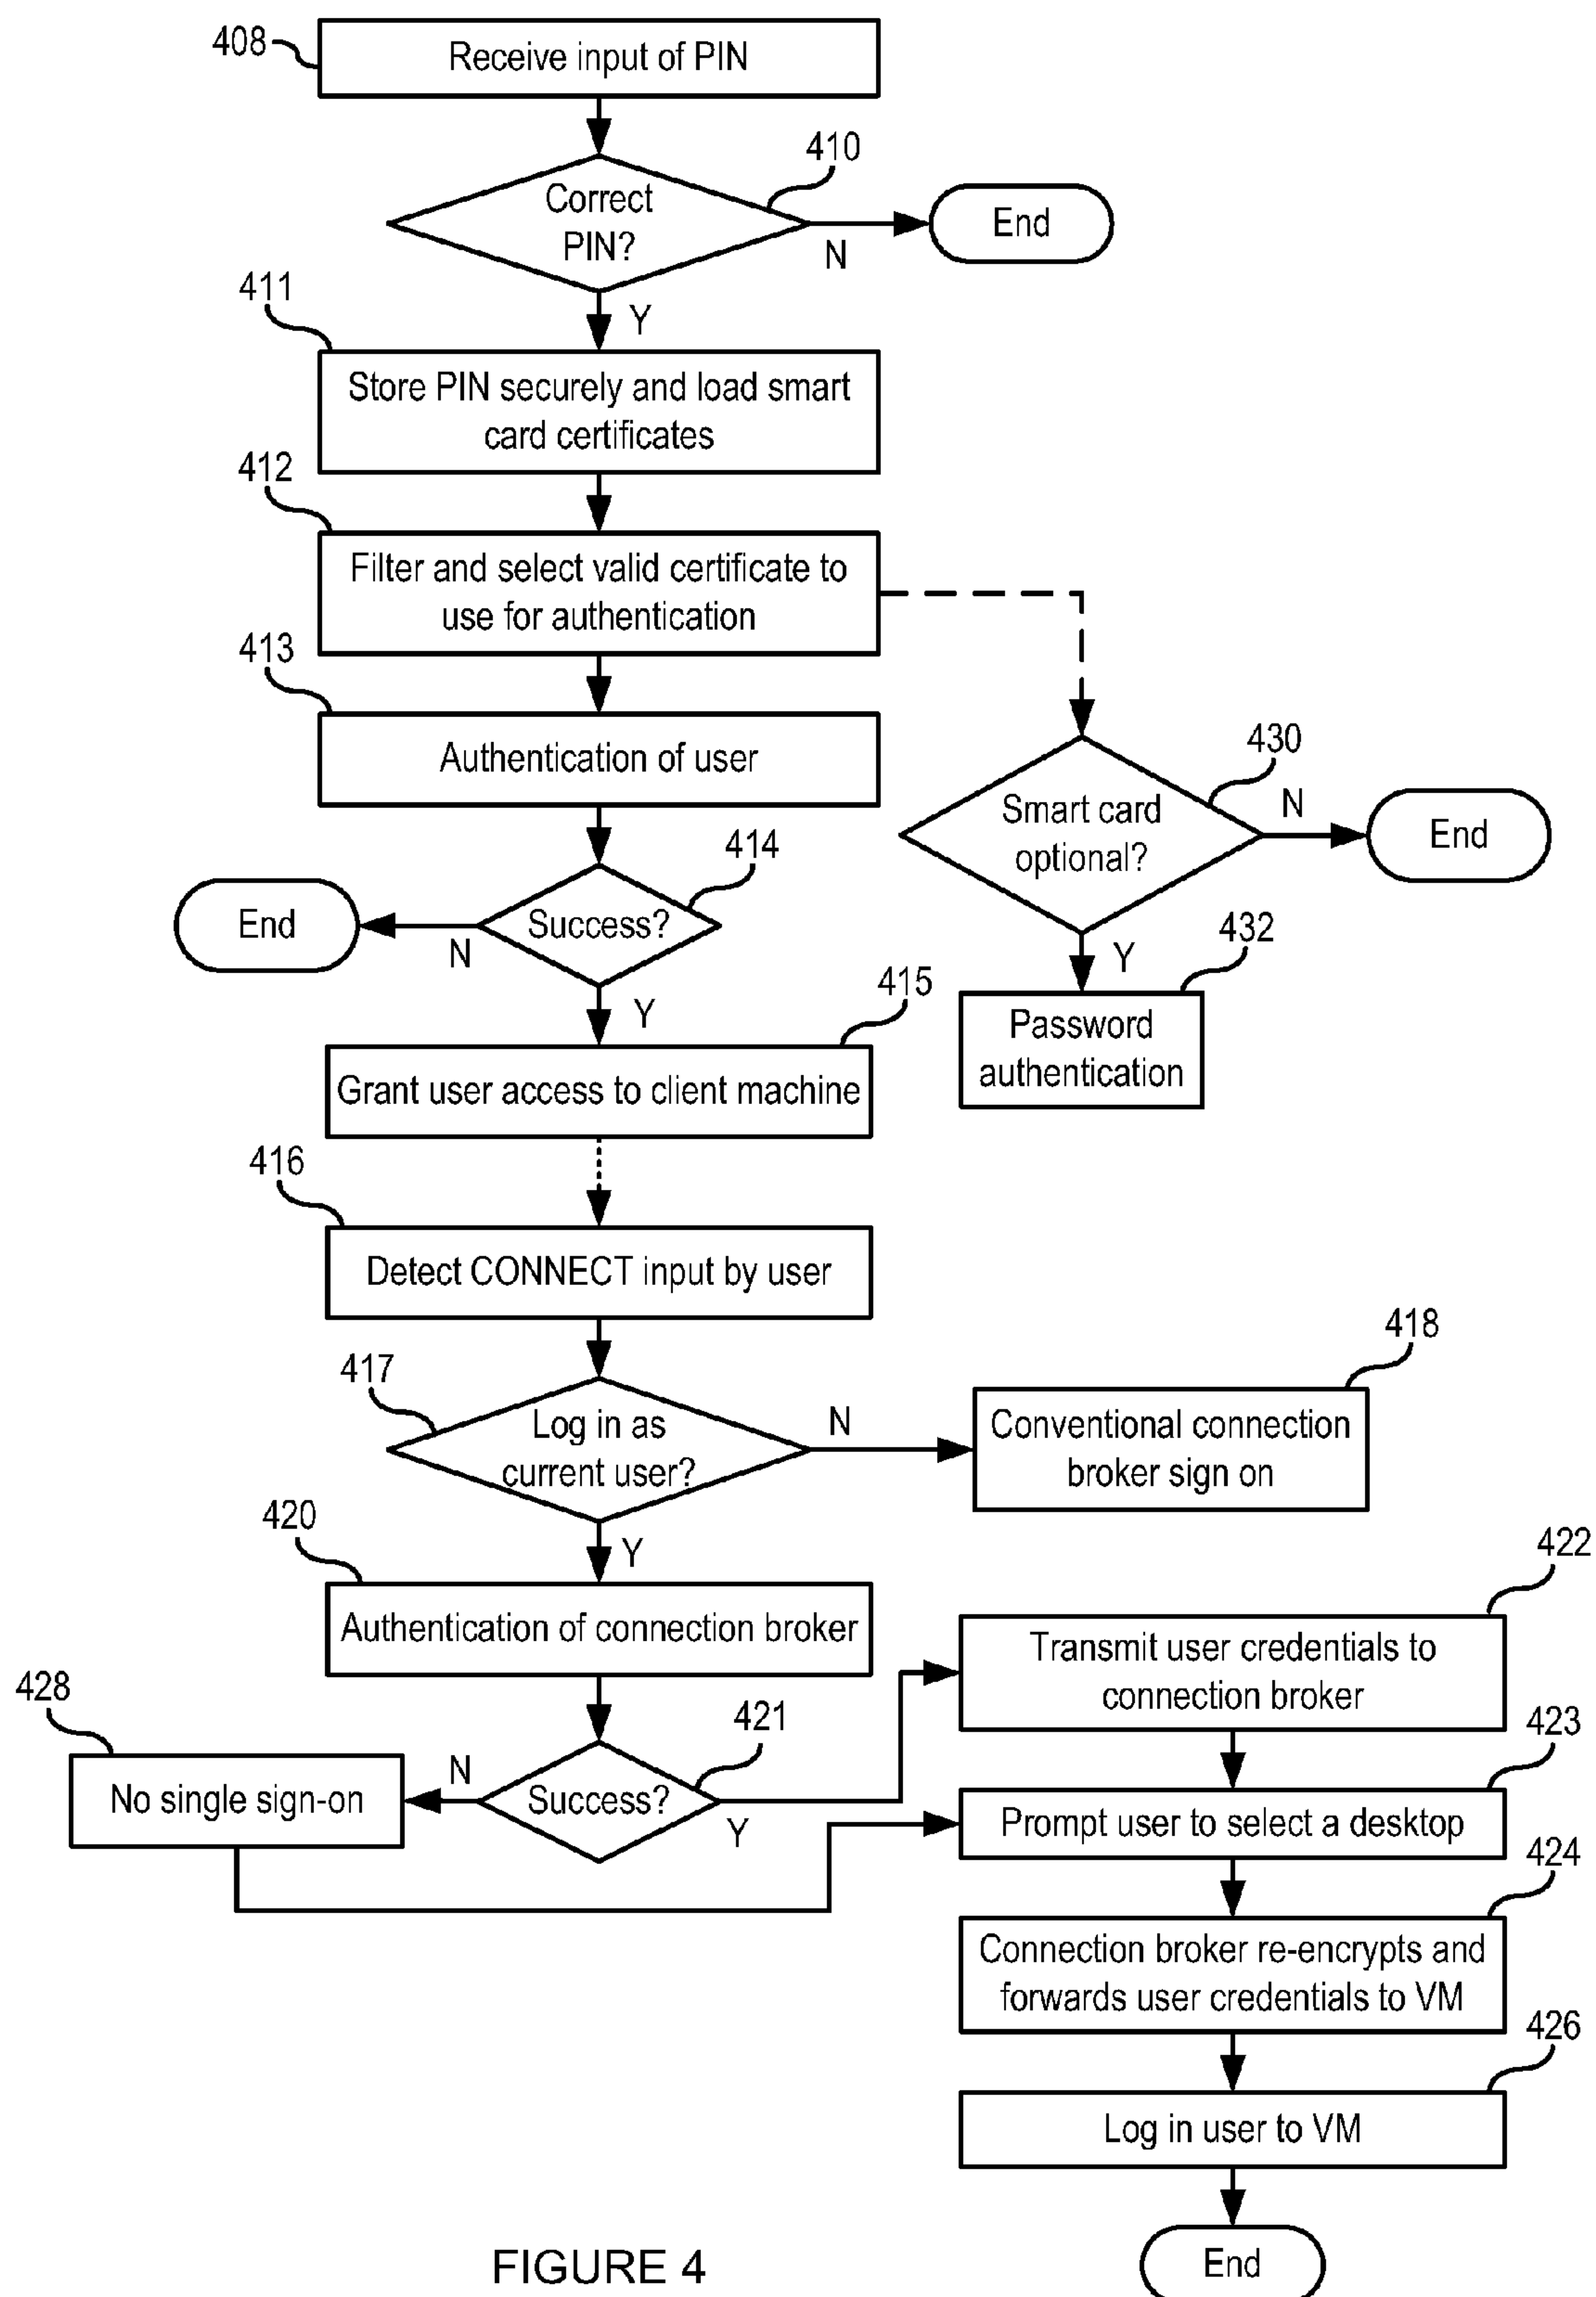 408
Receive input of PIN
410
Correct
PIN?
N
End
411
Y
Store PIN securely and load smart
card certificates
412
Filter and select valid certificate to
use for authentication
413
Authentication of user
430
Smart card
optional?
N
End
414
Success?
N
End
Y
432
Password
authentication
Y
415
Grant user access to client machine
416
Detect CONNECT input by user
417
Log in as
current user?
N
418
Conventional connection
broker sign on
Y
420
Authentication of connection broker
421
Success?
N
Y
428
No single sign-on
422
Transmit user credentials to
connection broker
423
Prompt user to select a desktop
424
Connection broker re-encrypts and
forwards user credentials to VM
426
Log in user to VM
End
FIGURE 4